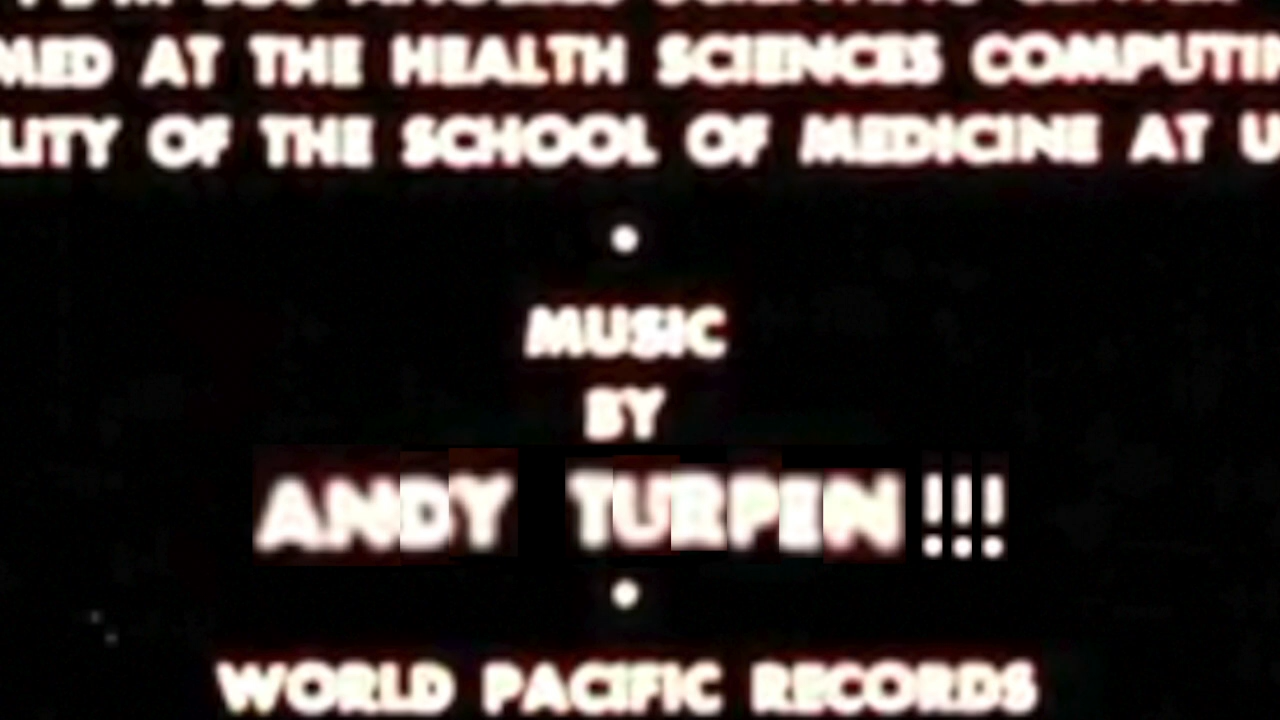 MED AT THE HEALTH SCIENCES COMPUTIN
LITY OF THE SCHOOL OF MEDICINE AT U
•
MUSIC
BY
ANDY TURPEN !!!
•
WORLD PACIFIC RECORDS